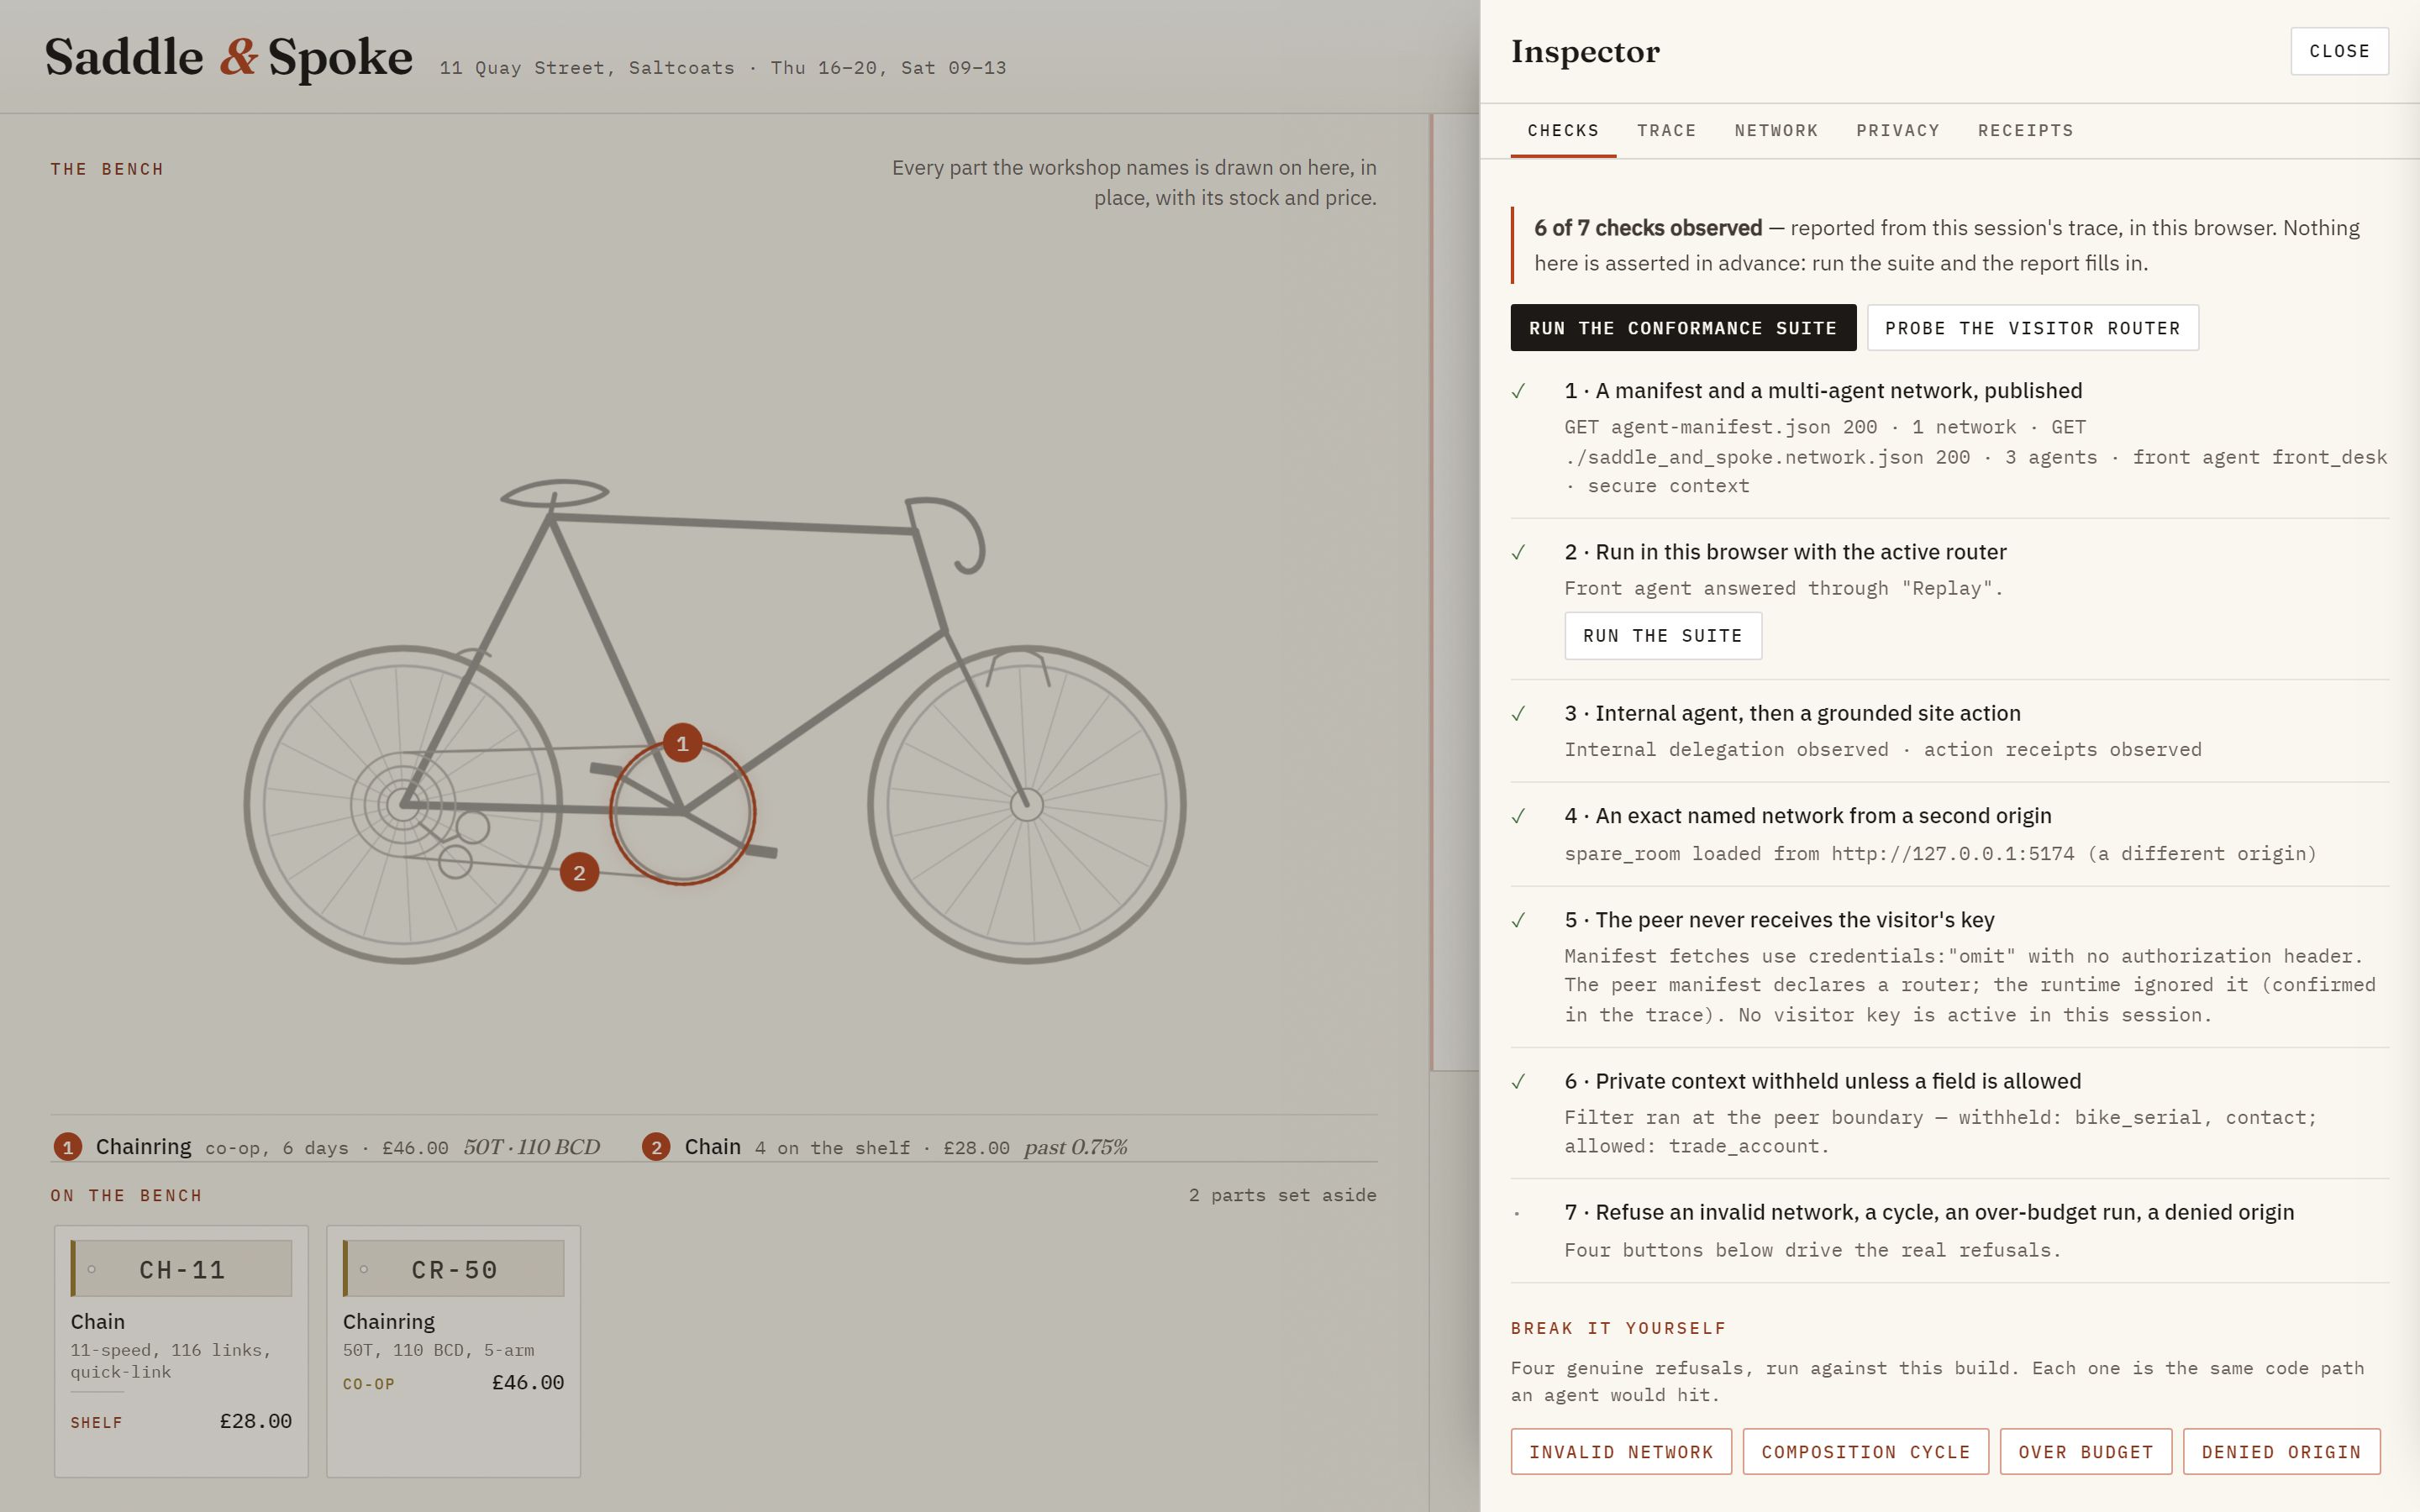 Saddle & Spoke
11 Quay Street, Saltcoats · Thu 16–20, Sat 09–13
THE BENCH
Every part the workshop names is drawn on here, in
place, with its stock and price.
1
2
1 Chainring co-op, 6 days · £46.00 50T · 110 BCD
2 Chain 4 on the shelf · £28.00 past 0.75%
ON THE BENCH
2 parts set aside
CH-11
Chain
11-speed, 116 links,
quick-link
SHELF £28.00
CR-50
Chainring
50T, 110 BCD, 5-arm
CO-OP £46.00
Inspector
CLOSE
CHECKS TRACE NETWORK PRIVACY RECEIPTS
6 of 7 checks observed — reported from this session's trace, in this browser. Nothing
here is asserted in advance: run the suite and the report fills in.
RUN THE CONFORMANCE SUITE
PROBE THE VISITOR ROUTER
✓ 1 · A manifest and a multi-agent network, published
GET agent-manifest.json 200 · 1 network · GET
./saddle_and_spoke.network.json 200 · 3 agents · front agent front_desk
· secure context
✓ 2 · Run in this browser with the active router
Front agent answered through "Replay".
RUN THE SUITE
✓ 3 · Internal agent, then a grounded site action
Internal delegation observed · action receipts observed
✓ 4 · An exact named network from a second origin
spare_room loaded from http://127.0.0.1:5174 (a different origin)
✓ 5 · The peer never receives the visitor's key
Manifest fetches use credentials:"omit" with no authorization header.
The peer manifest declares a router; the runtime ignored it (confirmed
in the trace). No visitor key is active in this session.
✓ 6 · Private context withheld unless a field is allowed
Filter ran at the peer boundary — withheld: bike_serial, contact;
allowed: trade_account.
· 7 · Refuse an invalid network, a cycle, an over-budget run, a denied origin
Four buttons below drive the real refusals.
BREAK IT YOURSELF
Four genuine refusals, run against this build. Each one is the same code path
an agent would hit.
INVALID NETWORK
COMPOSITION CYCLE
OVER BUDGET
DENIED ORIGIN